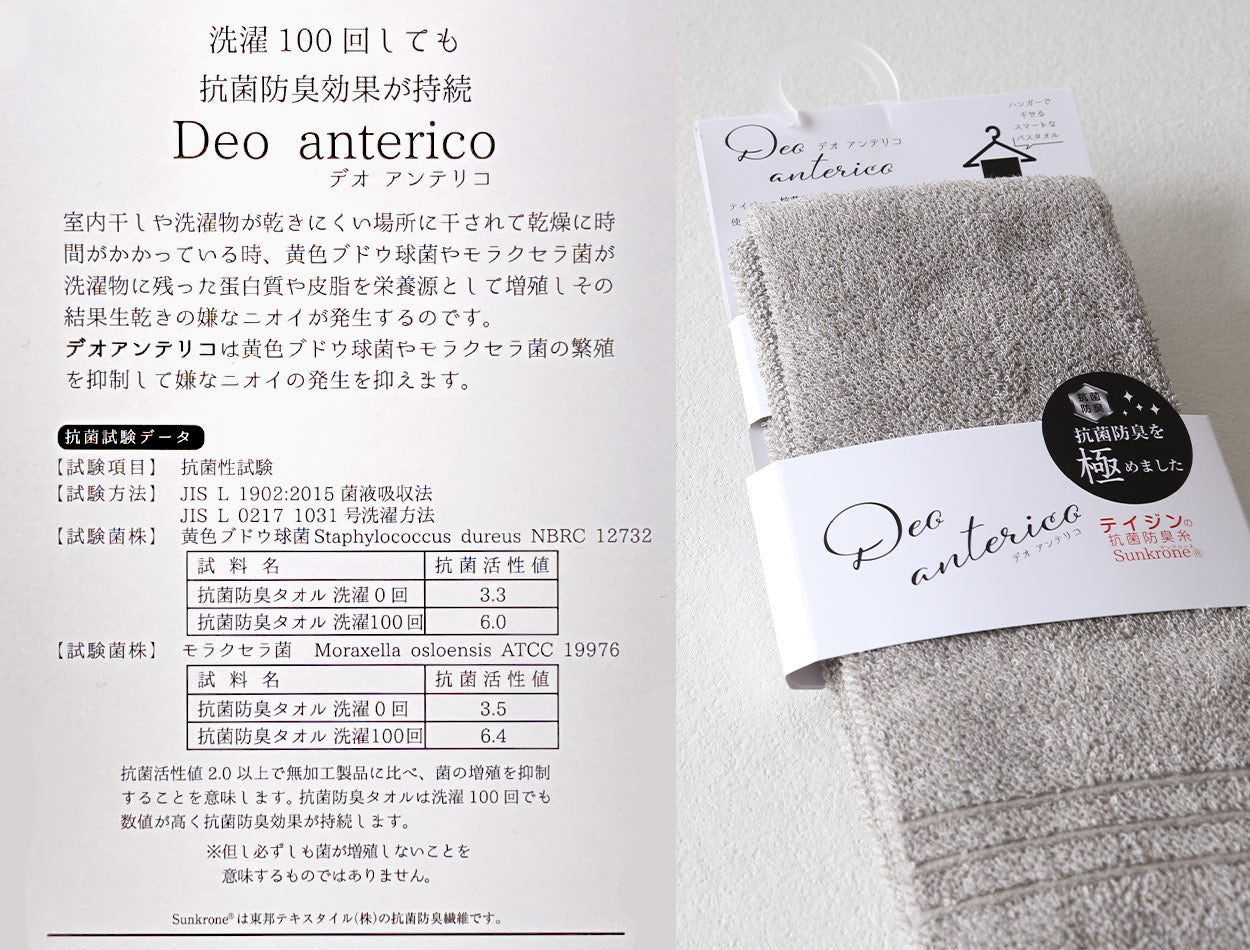 洗濯 100 回しても
抗菌防臭効果が持続
Deo anterico
デオ アンテリコ
室内干しや洗濯物が乾きにくい場所に干されて乾燥に時
間がかかっている時、黄色ブドウ球菌やモラクセラ菌が
洗濯物に残った蛋白質や皮脂を栄養源として増殖しその
結果生乾きの嫌なニオイが発生するのです。
デオアンテリコは黄色ブドウ球菌やモラクセラ菌の繁殖
を抑制して嫌なニオイの発生を抑えます。
抗菌試験データ
【試験項目】 抗菌性試験
【試験方法】 JIS L 1902:2015 菌液吸収法
JIS L 0217 1031 号洗濯方法
【試験菌株】 黄色ブドウ球菌 Staphylococcus dureus NBRC 12732
試 料 名 抗菌活性値
抗菌防臭タオル 洗濯０回 3.3
抗菌防臭タオル 洗濯100回 6.0
【試験菌株】 モラクセラ菌 Moraxella osloensis ATCC 19976
試 料 名 抗菌活性値
抗菌防臭タオル 洗濯０回 3.5
抗菌防臭タオル 洗濯100回 6.4
抗菌活性値 2.0 以上で無加工製品に比べ、菌の増殖を抑制
することを意味します。抗菌防臭タオルは洗濯 100 回でも
数値が高く抗菌防臭効果が持続します。
※但し必ずしも菌が増殖しないことを
意味するものではありません。
Sunkrone® は東邦テキスタイル(株)の抗菌防臭繊維です。
Deo デオ アンテリコ
anterico
ハンガーで
干せる
スマートな
バスタオル
テイジン
使
抗菌
防臭
抗菌防臭を
極めました
Deo
anterico
デオ アンテリコ
テイジンの
抗菌防臭糸
Sunkrone®